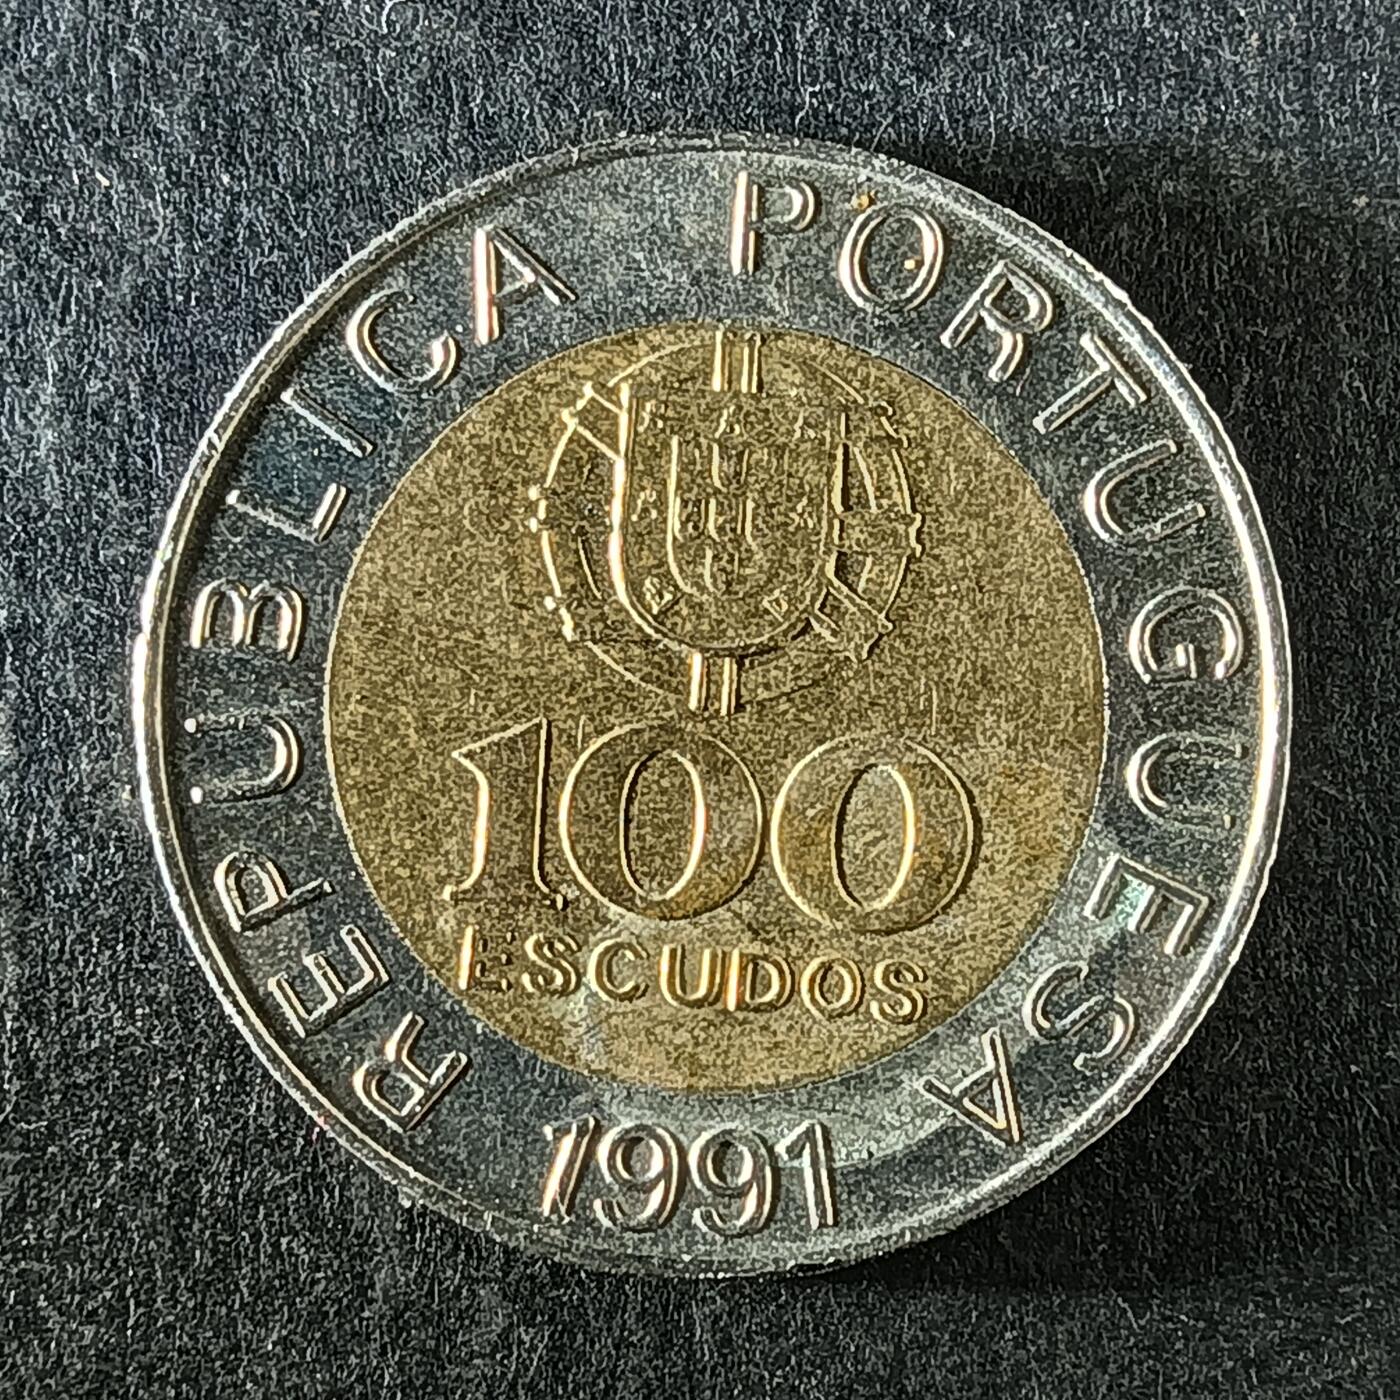 REPUBLICA PORTUGUESA
100
ESCUDOS
1991